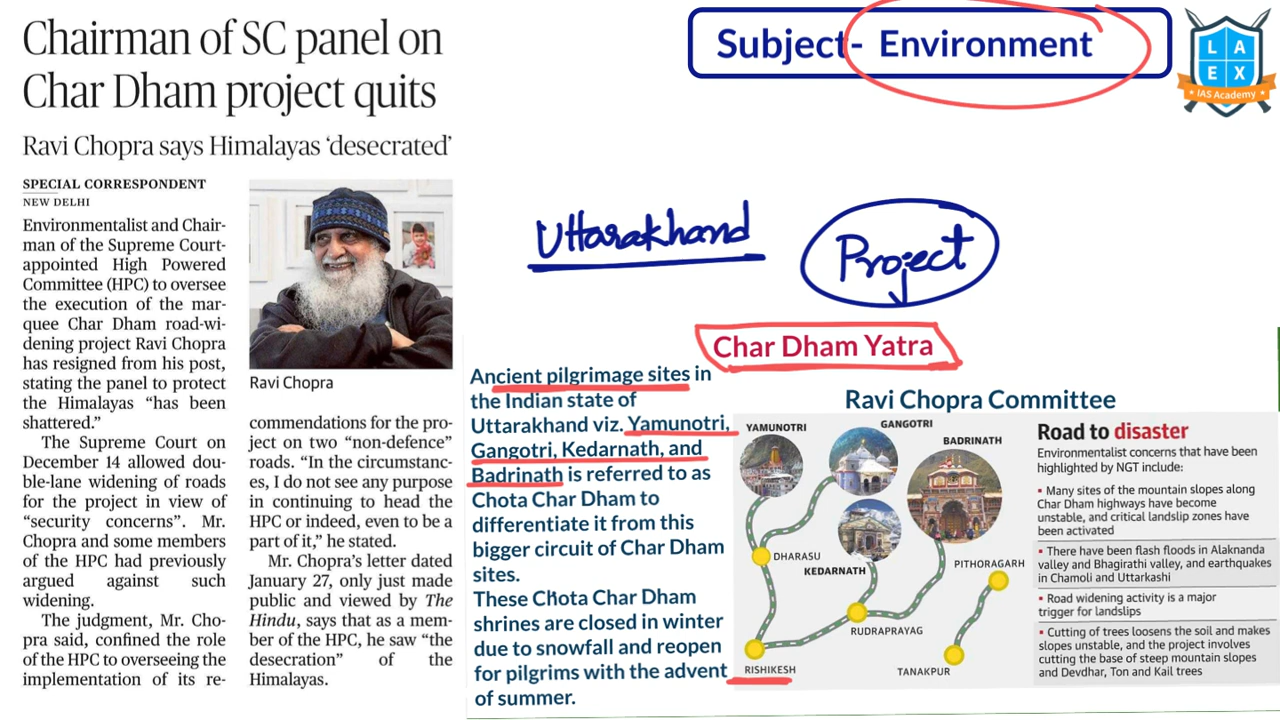 Chairman of SC panel on
Char Dham project quits
Ravi Chopra says Himalayas ‘desecrated’
SPECIAL CORRESPONDENT
NEW DELHI
Environmentalist and Chair-
man of the Supreme Court-
appointed High Powered
Committee (HPC) to oversee
the execution of the mar-
quee Char Dham road-wi-
dening project Ravi Chopra
has resigned from his post,
stating the panel to protect
the Himalayas “has been
shattered.”
The Supreme Court on
December 14 allowed dou-
ble-lane widening of roads
for the project in view of
“security concerns”. Mr.
Chopra and some members
of the HPC had previously
argued against such
widening.
The judgment, Mr. Cho-
pra said, confined the role
of the HPC to overseeing the
implementation of its re-
Ravi Chopra
commendations for the pro-
ject on two “non-defence”
roads. “In the circumstanc-
es, I do not see any purpose
in continuing to head the
HPC or indeed, even to be a
part of it,” he stated.
Mr. Chopra’s letter dated
January 27, only just made
public and viewed by The
Hindu, says that as a mem-
ber of the HPC, he saw “the
desecration” of the
Himalayas.
Subject- Environment
LAEX
IAS Academy
Uttarakhand
Project
Char Dham Yatra
Ancient pilgrimage sites in
the Indian state of
Uttarakhand viz. Yamunotri,
Gangotri, Kedarnath, and
Badrinath is referred to as
Chota Char Dham to
differentiate it from this
bigger circuit of Char Dham
sites.
These Chota Char Dham
shrines are closed in winter
due to snowfall and reopen
for pilgrims with the advent
of summer.
Ravi Chopra Committee
YAMUNOTRI
GANGOTRI
BADRINATH
DHARASU
KEDARNATH
PITHORAGARH
RUDRAPRAYAG
RISHIKESH
TANAKPUR
Road to disaster
Environmentalist concerns that have been
highlighted by NGT include:
▪ Many sites of the mountain slopes along
Char Dham highways have become
unstable, and critical landslip zones have
been activated
▪ There have been flash floods in Alaknanda
valley and Bhagirathi valley, and earthquakes
in Chamoli and Uttarkashi
▪ Road widening activity is a major
trigger for landslips
▪ Cutting of trees loosens the soil and makes
slopes unstable, and the project involves
cutting the base of steep mountain slopes
and Devdhar, Ton and Kail trees